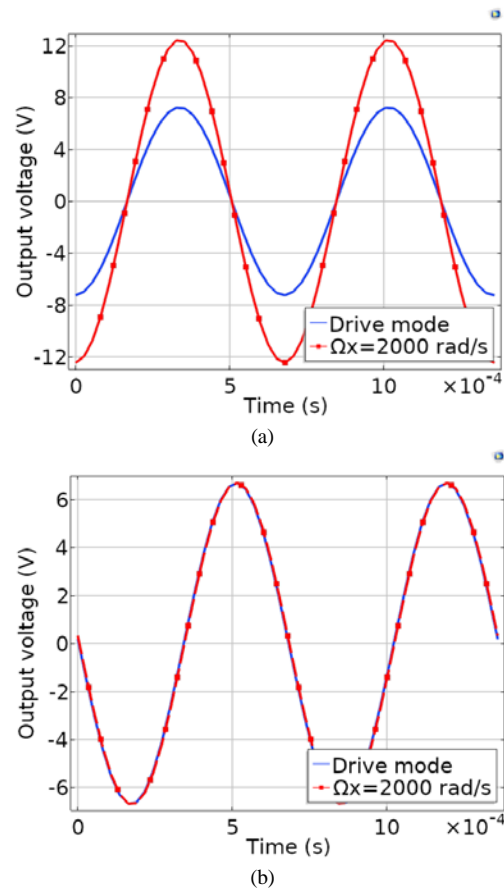 12
8
4
0
-4
-8
-12
Output voltage (V)
Drive mode
Ωx=2000 rad/s
0 5 10 ×10⁻⁴
Time (s)
(a)
6
4
2
0
-2
-4
-6
Output voltage (V)
Drive mode
Ωx=2000 rad/s
0 5 10 ×10⁻⁴
Time (s)
(b)